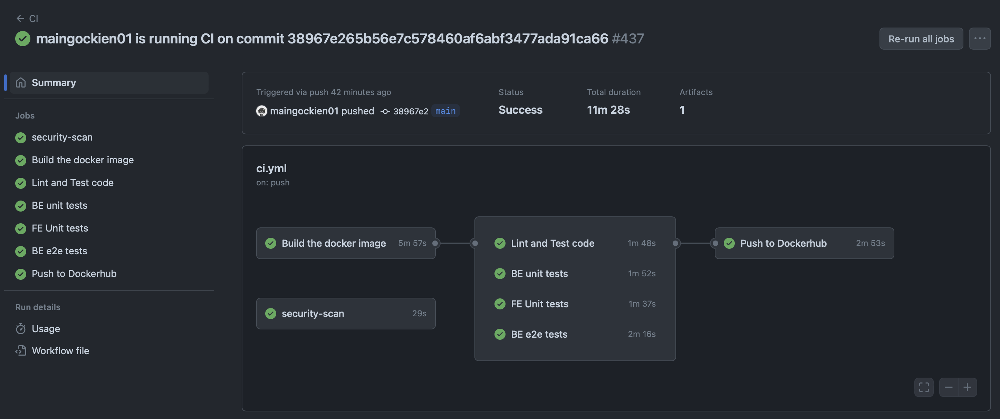 CI
maingockien01 is running CI on commit 38967e265b56e7c578460af6abf3477ada91ca66 #437
Re-run all jobs
Summary
Jobs
security-scan
Build the docker image
Lint and Test code
BE unit tests
FE Unit tests
BE e2e tests
Push to Dockerhub
Run details
Usage
Workflow file
Triggered via push 42 minutes ago
maingockien01 pushed 38967e2 main
Status
Success
Total duration
11m 28s
Artifacts
1
ci.yml
on: push
Build the docker image 5m 57s
security-scan 29s
Lint and Test code 1m 48s
BE unit tests 1m 52s
FE Unit tests 1m 37s
BE e2e tests 2m 16s
Push to Dockerhub 2m 53s